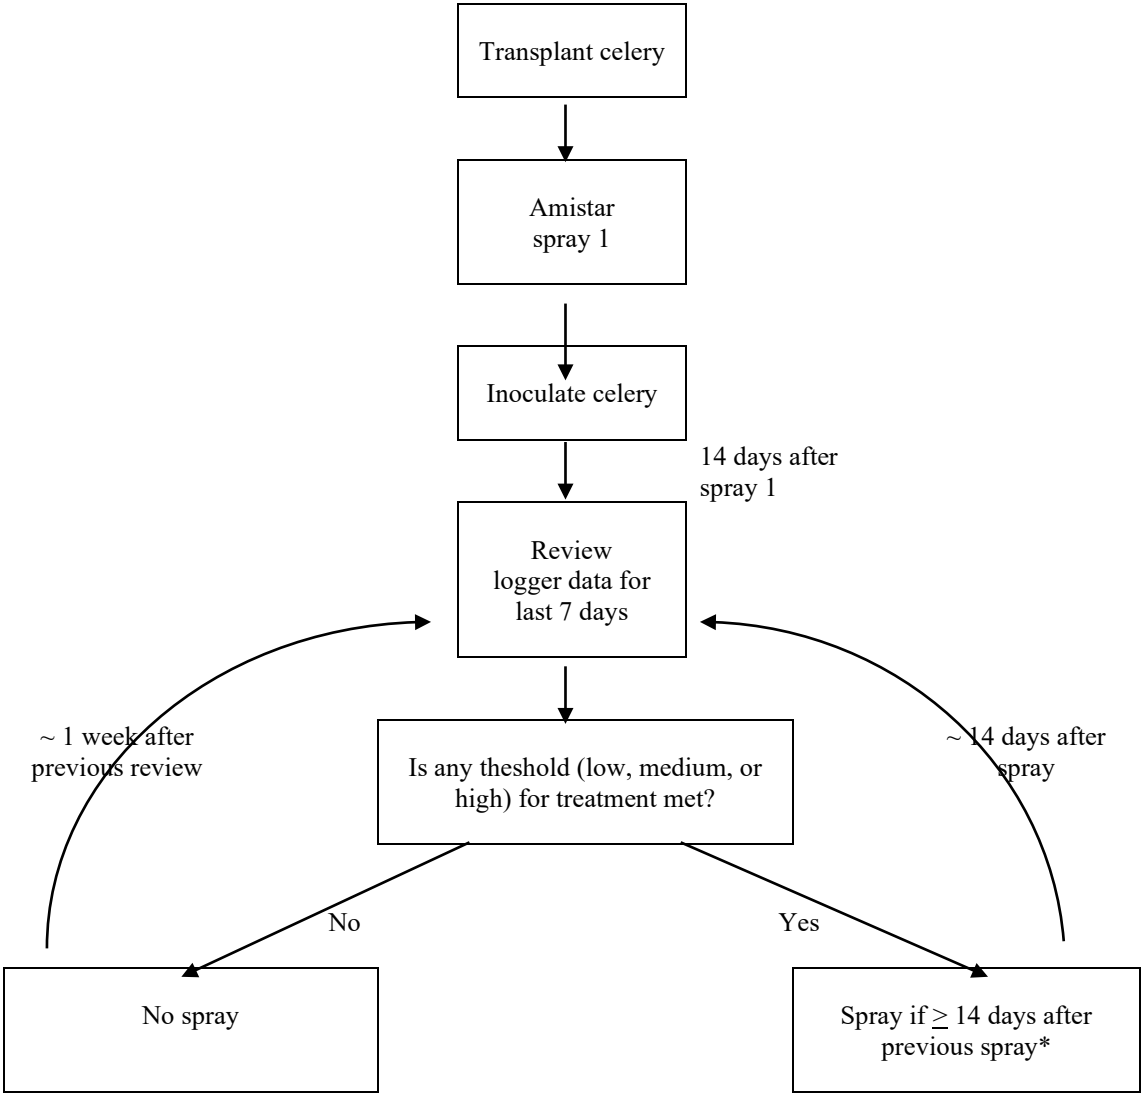 Transplant celery
Amistar
spray 1
Inoculate celery
14 days after
spray 1
Review
logger data for
last 7 days
~ 1 week after
previous review
~ 14 days after
spray
Is any theshold (low, medium, or
high) for treatment met?
No
Yes
No spray
Spray if ≥ 14 days after
previous spray*